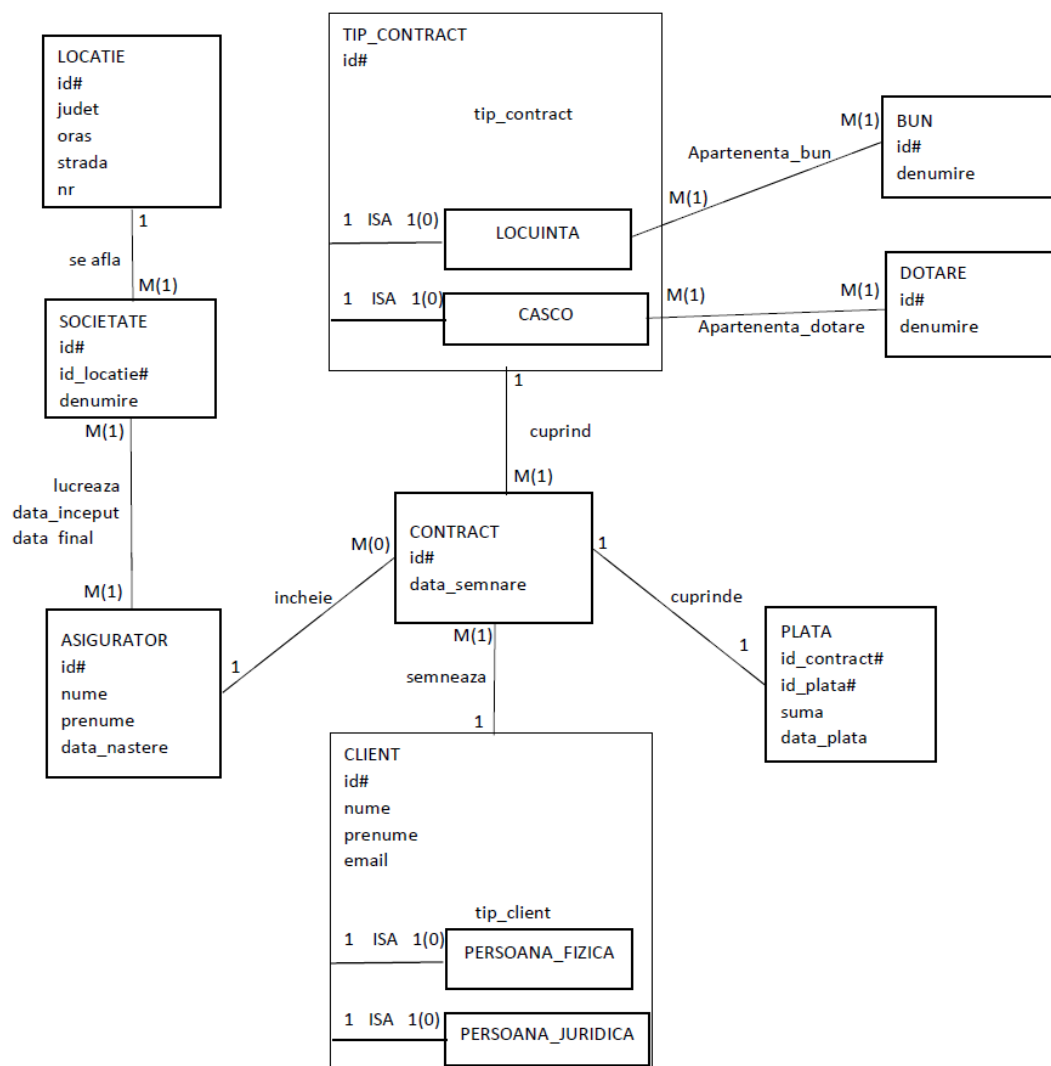 LOCATIE
id#
judet
oras
strada
nr
1
se afla
M(1)
SOCIETATE
id#
id_locatie#
denumire
M(1)
lucreaza
data_inceput
data_final
M(1)
ASIGURATOR
id#
nume
prenume
data_nastere
TIP_CONTRACT
id#
tip_contract
1 ISA 1(0)
LOCUINTA
1 ISA 1(0)
CASCO
M(1)
Apartenenta_bun
M(1)
BUN
id#
denumire
M(1)
Apartenenta_dotare
M(1)
DOTARE
id#
denumire
1
cuprind
M(1)
CONTRACT
id#
data_semnare
M(0)
incheie
1
1
cuprinde
1
PLATA
id_contract#
id_plata#
suma
data_plata
M(1)
semneaza
1
CLIENT
id#
nume
prenume
email
tip_client
1 ISA 1(0)
PERSOANA_FIZICA
1 ISA 1(0)
PERSOANA_JURIDICA